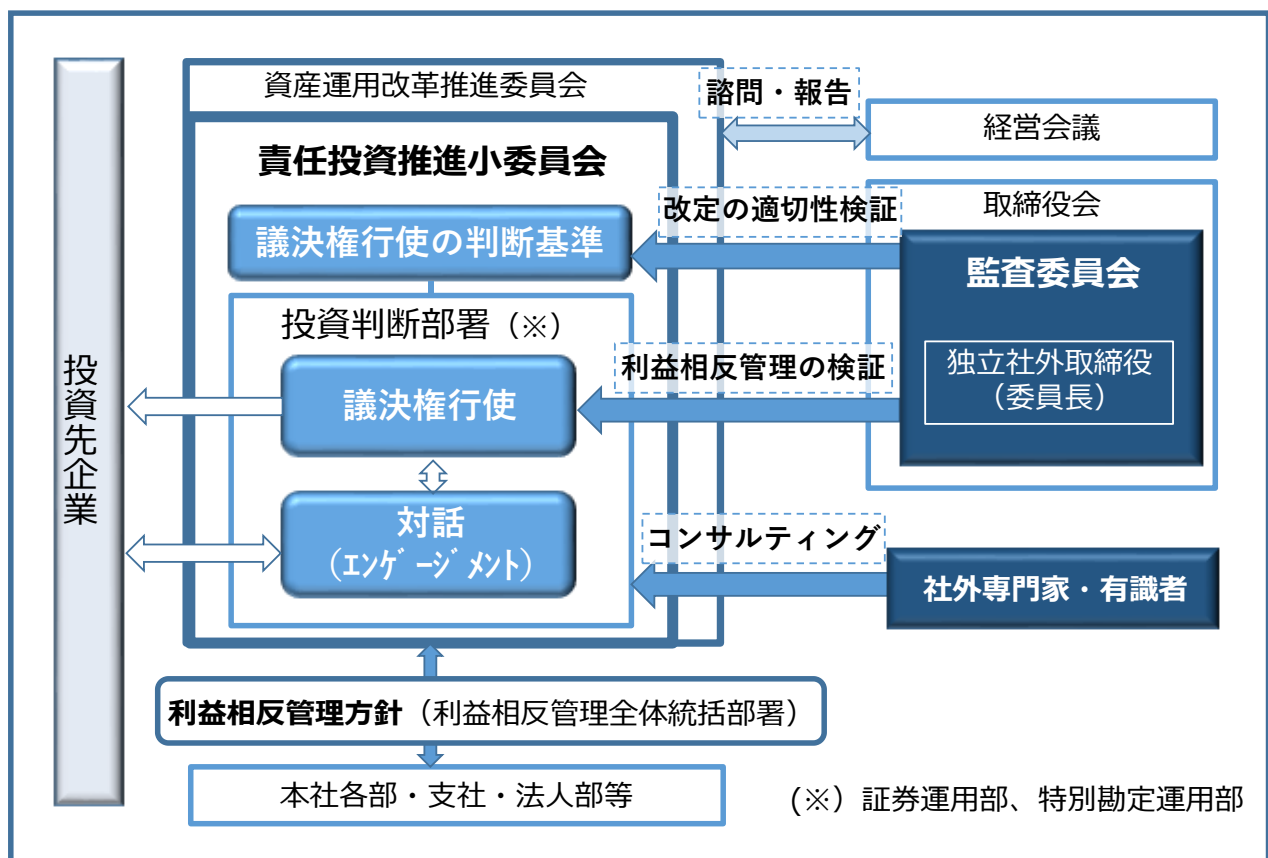 資産運用改革推進委員会
諮問・報告
経営会議
責任投資推進小委員会
改定の適切性検証
取締役会
議決権行使の判断基準
監査委員会
投資判断部署（※）
利益相反管理の検証
独立社外取締役
（委員長）
議決権行使
投資先企業
対話
（ｴﾝｹﾞｰｼﾞﾒﾝﾄ）
コンサルティング
社外専門家・有識者
利益相反管理方針（利益相反管理全体統括部署）
本社各部・支社・法人部等
(※）証券運用部、特別勘定運用部